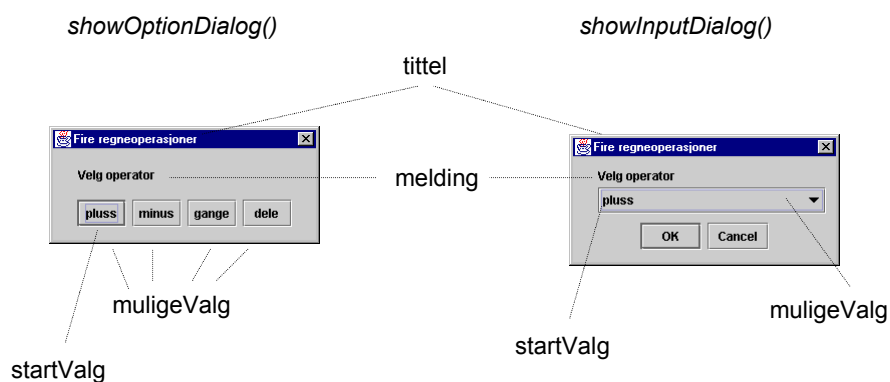 showOptionDialog()
showInputDialog()
tittel
Fire regneoperasjoner
Velg operator
pluss minus gange dele
melding
Fire regneoperasjoner
Velg operator
pluss
OK Cancel
muligeValg
startValg
startValg
muligeValg